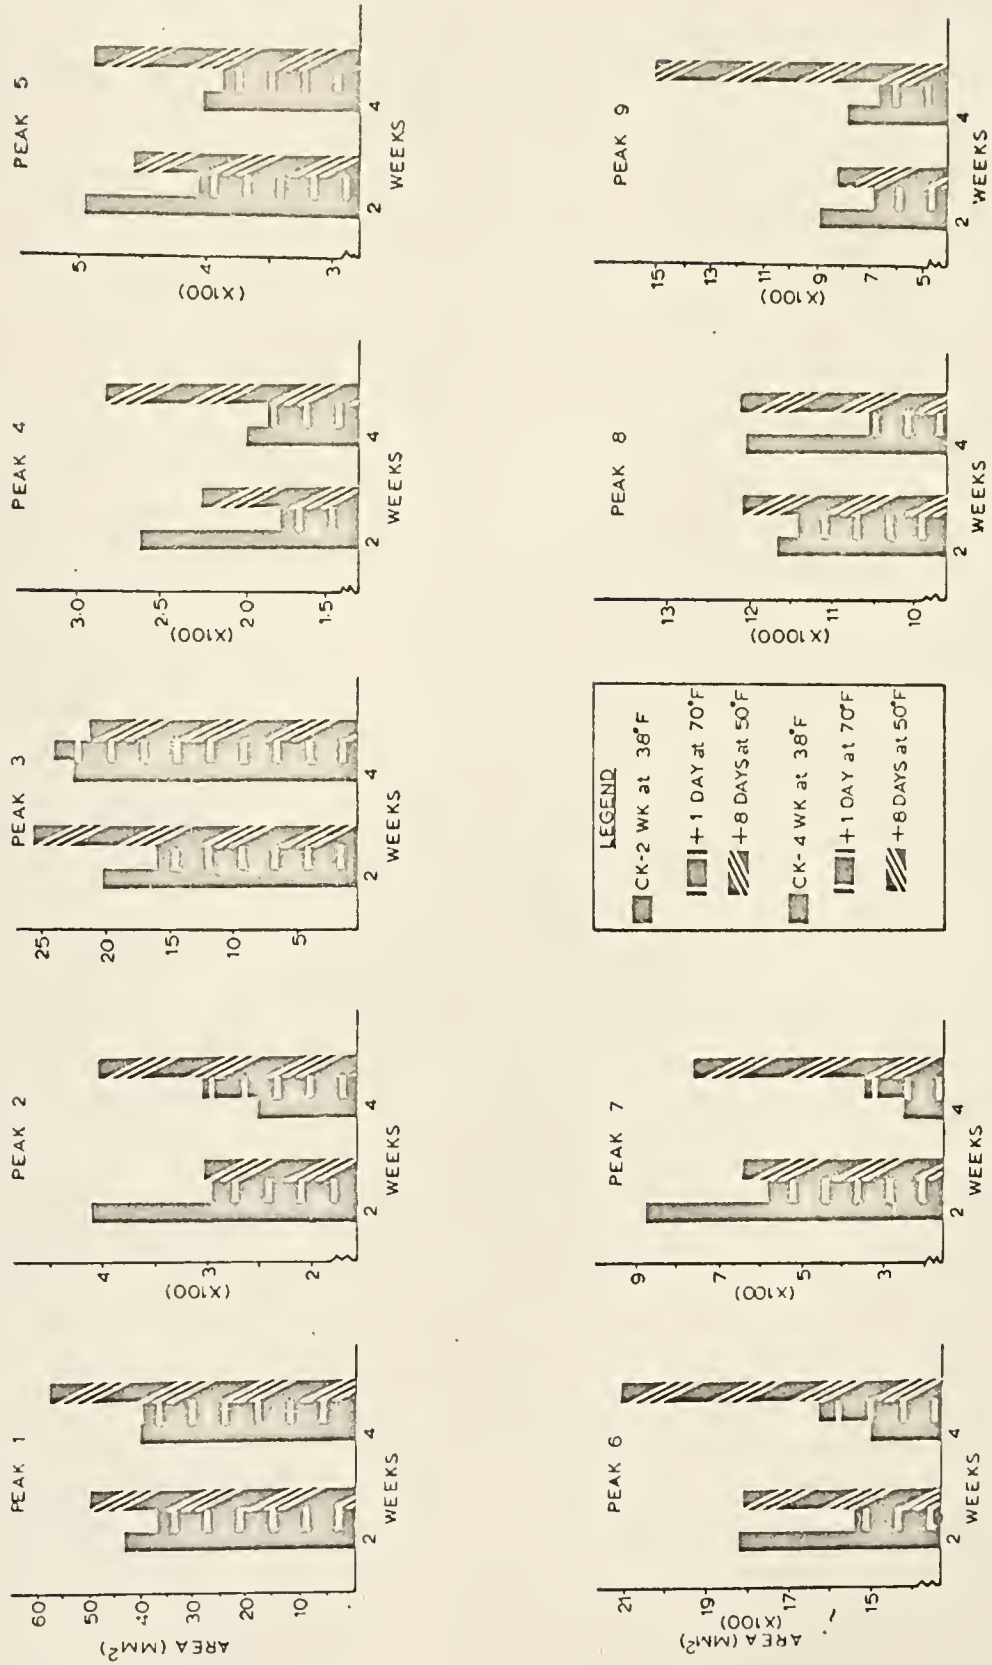 PEAK 1
60
50
40
30
20
10
AREA (MM²)
2
4
WEEKS
PEAK 2
4
3
2
(X100)
2
4
WEEKS
PEAK 3
25
20
15
10
5
2
4
WEEKS
PEAK 4
3.0
2.5
2.0
1.5
(X100)
2
4
WEEKS
PEAK 5
5
4
3
(X100)
2
4
WEEKS
PEAK 6
21
19
17
15
AREA (MM²)
(X100)
2
4
WEEKS
PEAK 7
9
7
5
3
(X100)
2
4
WEEKS
LEGEND
CK-2 WK at 38°F
+1 DAY at 70°F
+8 DAYS at 50°F
CK-4 WK at 38°F
+1 DAY at 70°F
+8 DAYS at 50°F
PEAK 8
13
12
11
10
(X1000)
2
4
WEEKS
PEAK 9
15
13
11
9
7
5
(X100)
2
4
WEEKS